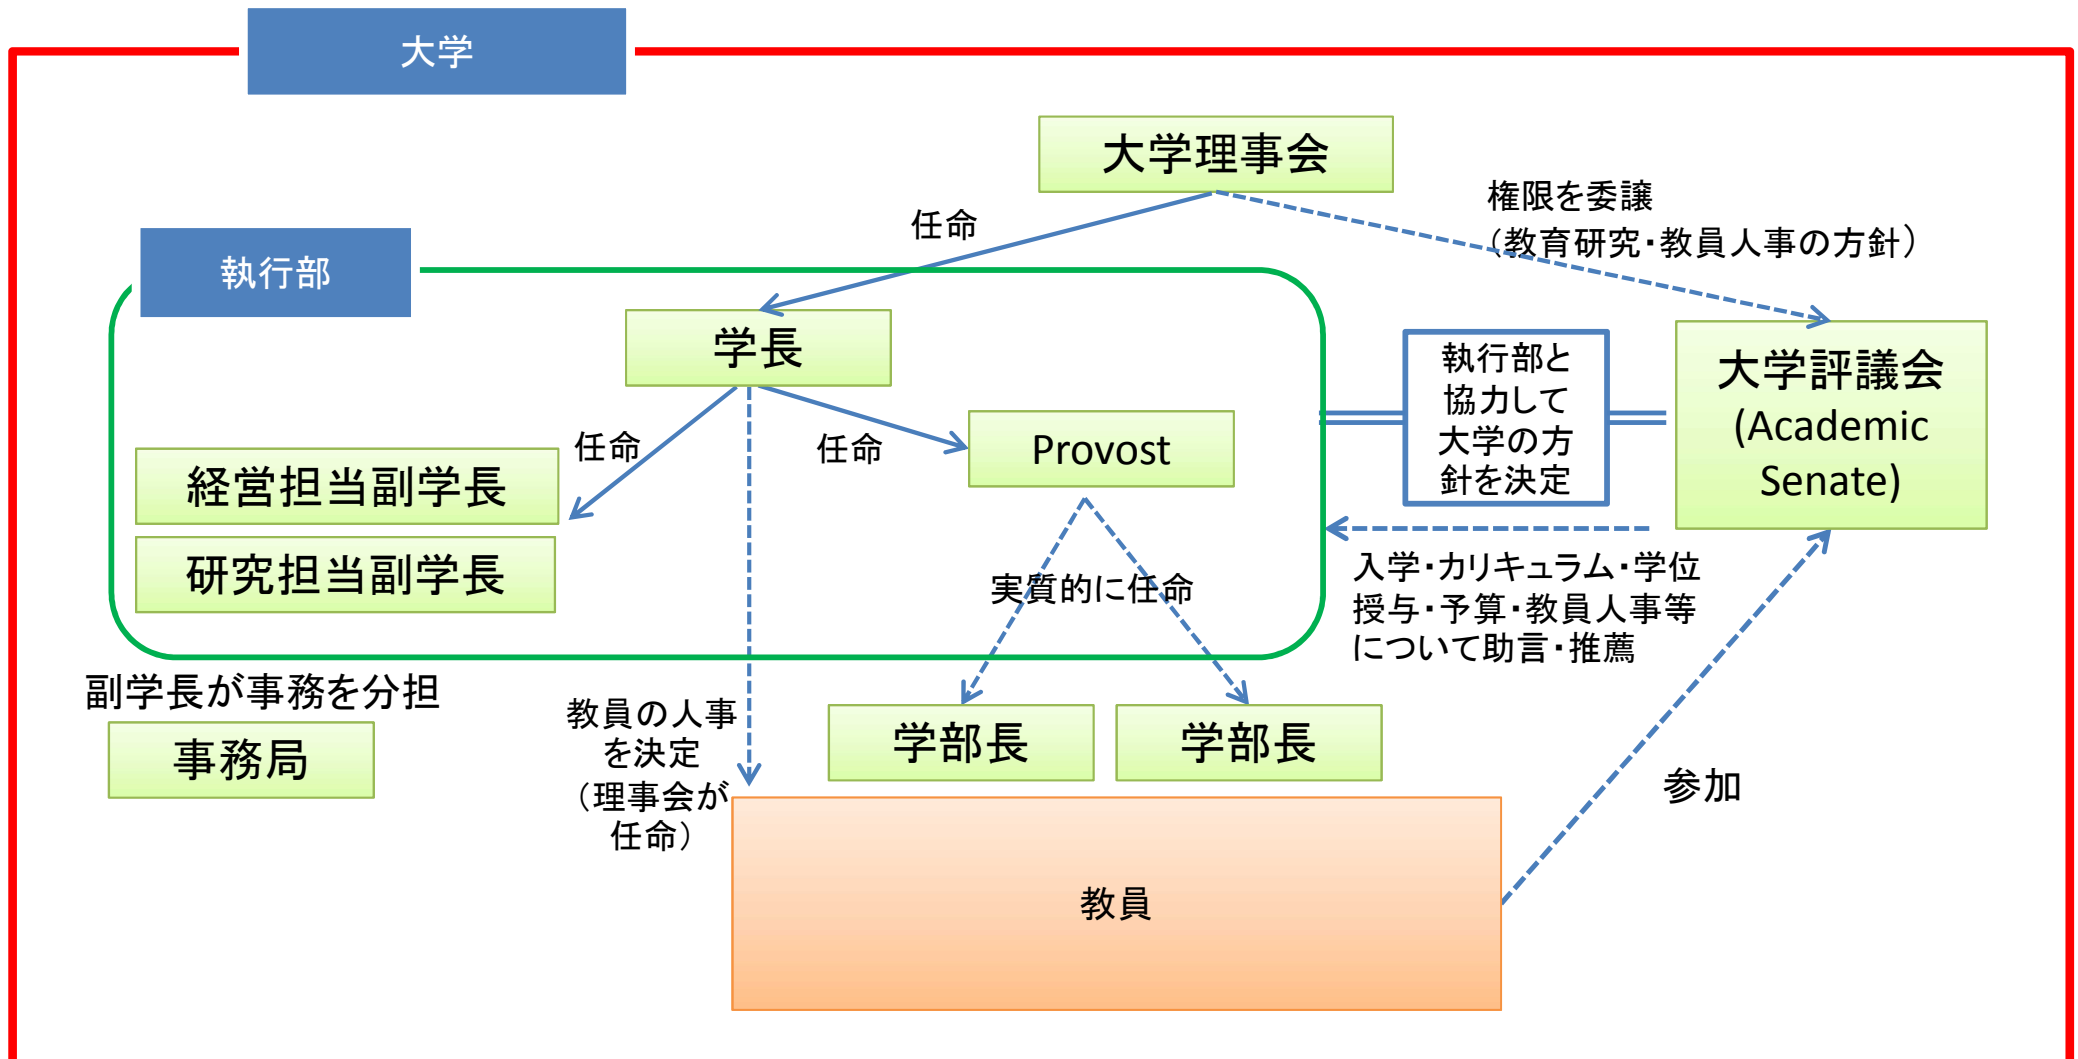 大学
大学理事会
権限を委譲
（教育研究・教員人事の方針）
任命
執行部
学長
執行部と
協力して
大学の方
針を決定
大学評議会
(Academic
Senate)
任命
任命
Provost
経営担当副学長
研究担当副学長
実質的に任命
入学・カリキュラム・学位
授与・予算・教員人事等
について助言・推薦
副学長が事務を分担
事務局
教員の人事
を決定
（理事会が
任命）
学部長
学部長
参加
教員